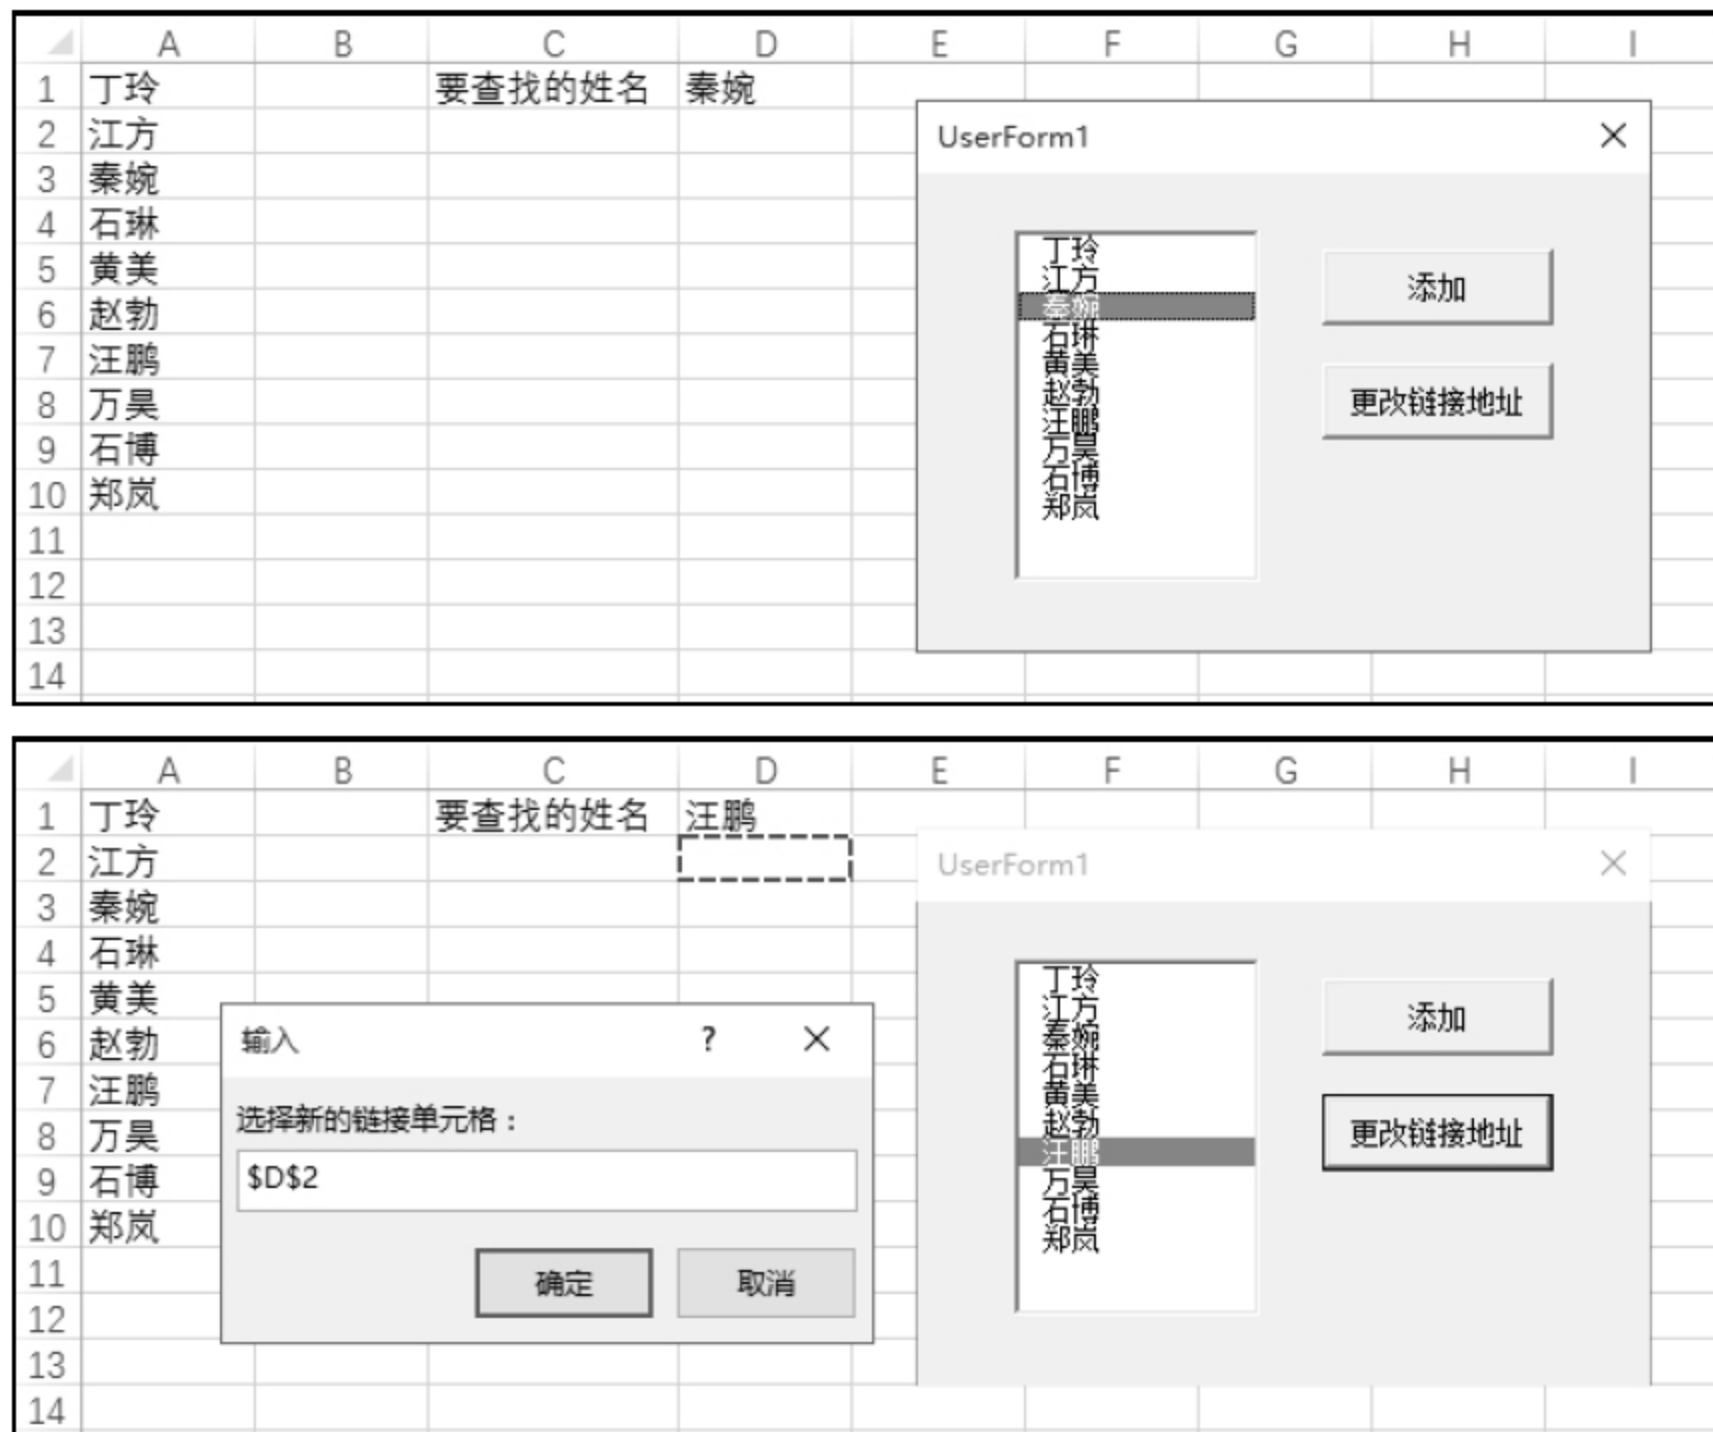 A B C D E F G H I
1 丁玲 要查找的姓名 秦婉
2 江方
3 秦婉
4 石琳
5 黄美
6 赵勃
7 汪鹏
8 万昊
9 石博
10 郑岚
11
12
13
14
UserForm1
丁玲
江方
秦婉
石琳
黄美
赵勃
汪鹏
万昊
石博
郑岚
添加
更改链接地址
A B C D E F G H I
1 丁玲 要查找的姓名 汪鹏
2 江方
3 秦婉
4 石琳
5 黄美
6 赵勃
7 汪鹏
8 万昊
9 石博
10 郑岚
11
12
13
14
输入 ?
选择新的链接单元格：
$D$2
确定 取消
UserForm1
丁玲
江方
秦婉
石琳
黄美
赵勃
汪鹏
万昊
石博
郑岚
添加
更改链接地址